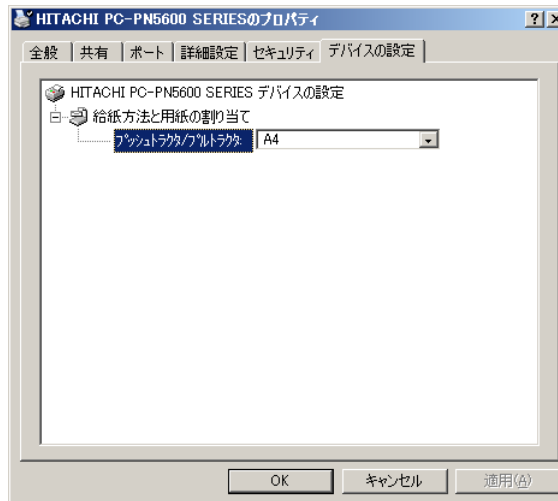 HITACHI PC-PN5600 SERIESのプロパティ
全般 共有 ポート 詳細設定 セキュリティ デバイスの設定
HITACHI PC-PN5600 SERIES デバイスの設定
給紙方法と用紙の割り当て
ﾌﾟｯｼｭﾄﾗｸﾀ/ﾌﾟﾙﾄﾗｸﾀ: A4
OK キャンセル 適用(A)